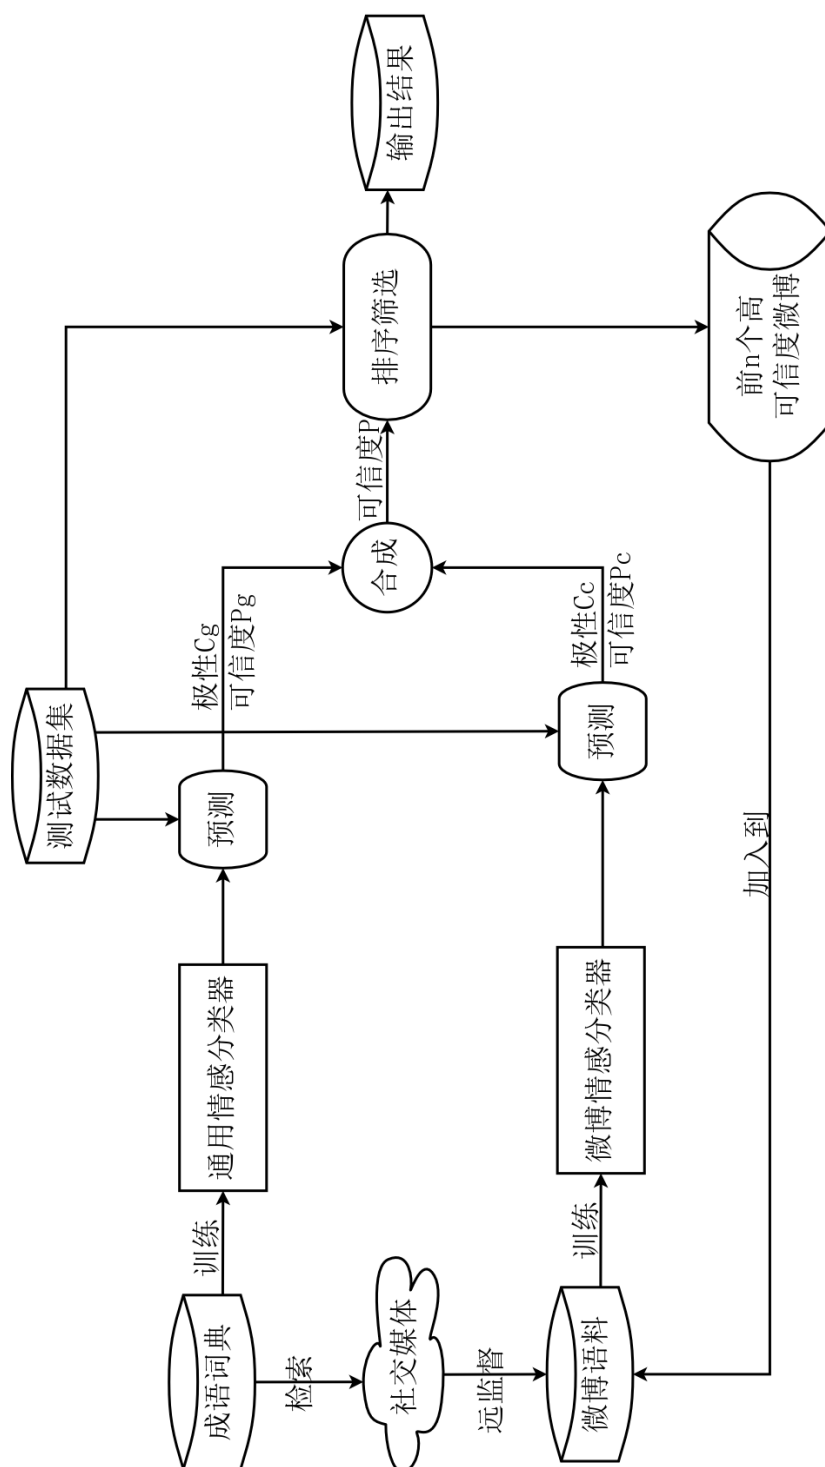 测试数据集
成语词典
训练
通用情感分类器
预测
极性Cg
可信度Pg
检索
社交媒体
合成
可信度P
排序筛选
输出结果
远监督
微博语料
训练
微博情感分类器
预测
极性Cc
可信度Pc
加入到
前n个高
可信度微博